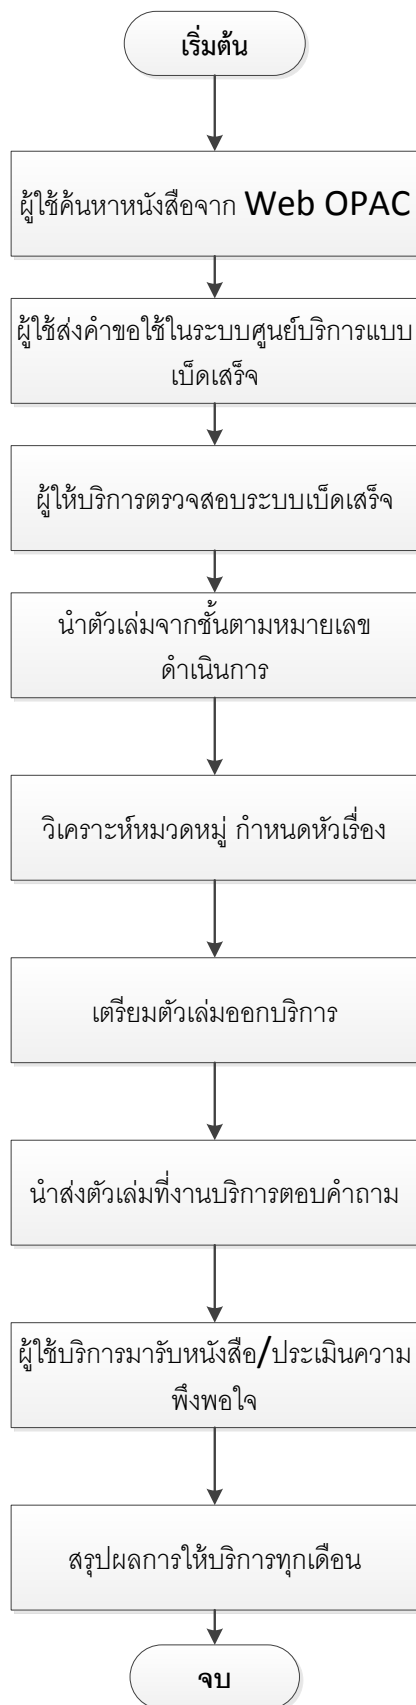 เริ่มต้น
ผู้ใช้ค้นหาหนังสือจาก Web OPAC
ผู้ใช้ส่งคำขอใช้ในระบบศูนย์บริการแบบ
เบ็ดเสร็จ
ผู้ให้บริการตรวจสอบระบบเบ็ดเสร็จ
นำตัวเล่มจากชั้นตามหมายเลข
ดำเนินการ
วิเคราะห์หมวดหมู่ กำหนดหัวเรื่อง
เตรียมตัวเล่มออกบริการ
นำส่งตัวเล่มที่งานบริการตอบคำถาม
ผู้ใช้บริการมารับหนังสือ/ประเมินความ
พึงพอใจ
สรุปผลการให้บริการทุกเดือน
จบ